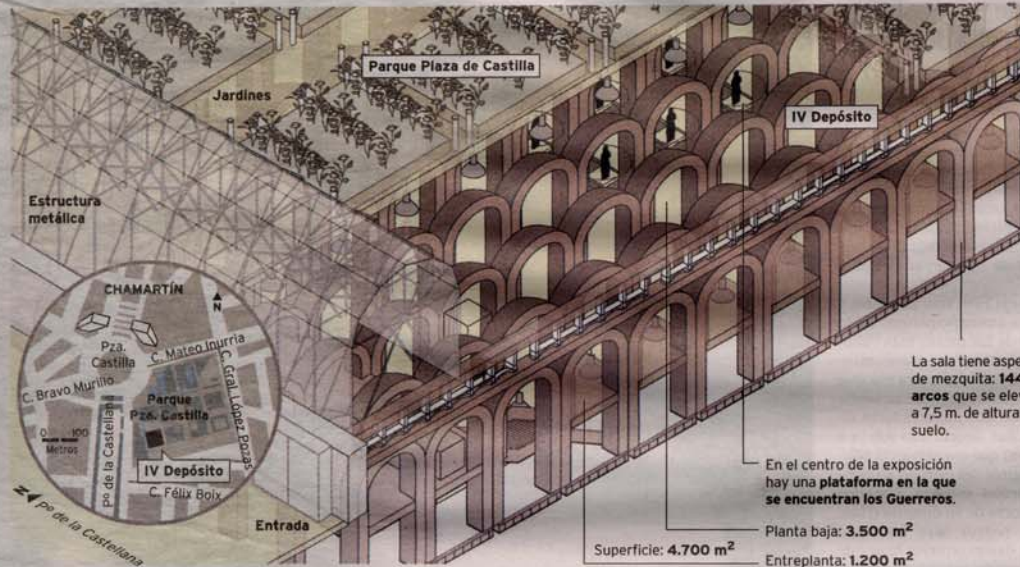 Parque Plaza de Castilla
Jardines
IV Depósito
Estructura
metálica
CHAMARTÍN
N
Pza.
Castilla
C. Mateo Inurria
C. Bravo Murillo
C. Gral. López Pozas
Parque
Pza. Castilla
0 100
Metros
pº de la Castellana
IV Depósito
C. Félix Boix
N
pº de la Castellana
Entrada
La sala tiene aspe
de mezquita: 144
arcos que se elev
a 7,5 m. de altura
suelo.
En el centro de la exposición
hay una plataforma en la que
se encuentran los Guerreros.
Planta baja: 3.500 m²
Superficie: 4.700 m²
Entreplanta: 1.200 m²